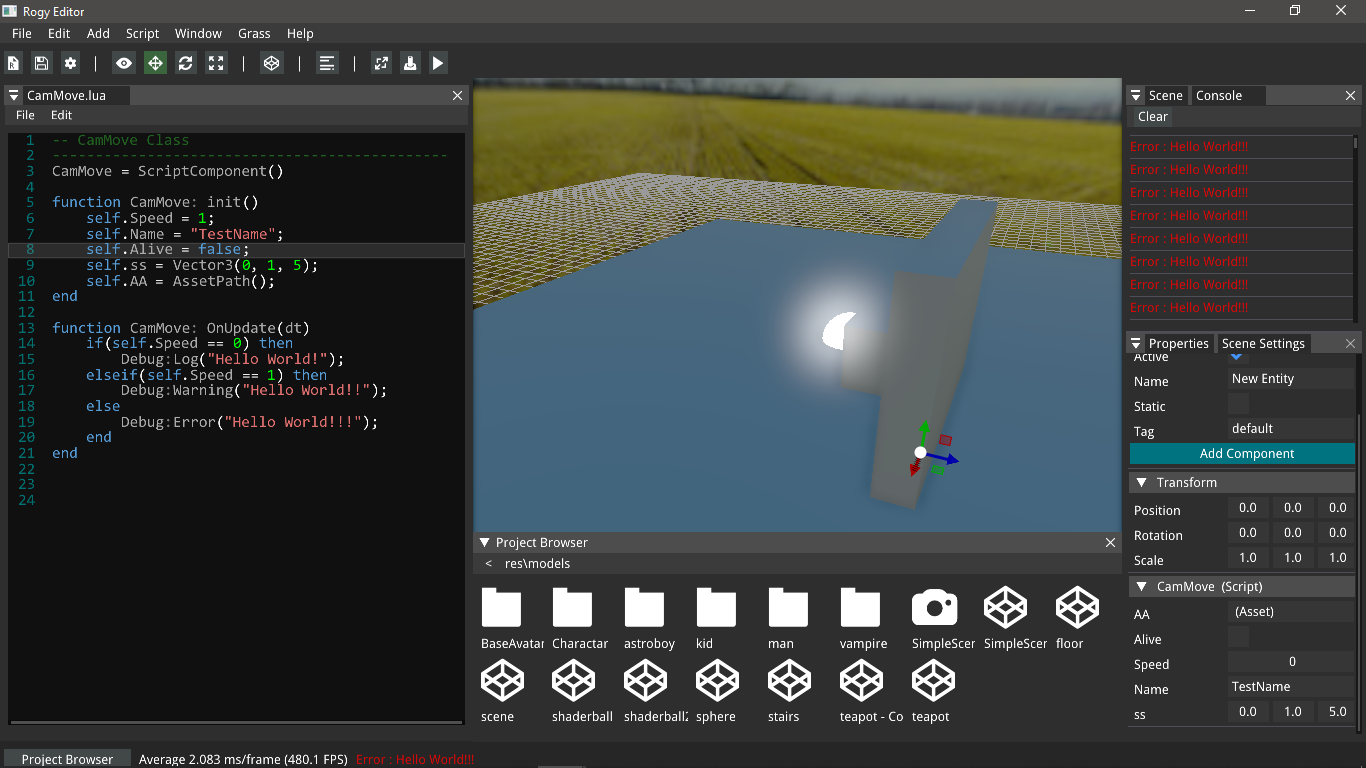 Rogy Editor
File Edit Add Script Window Grass Help
CamMove.lua
File Edit
1 -- CamMove Class
2 ----------------------------------------------
3 CamMove = ScriptComponent()
4
5 function CamMove: init()
6 self.Speed = 1;
7 self.Name = "TestName";
8 self.Alive = false;
9 self.ss = Vector3(0, 1, 5);
10 self.AA = AssetPath();
11 end
12
13 function CamMove: OnUpdate(dt)
14 if(self.Speed == 0) then
15 Debug:Log("Hello World!");
16 elseif(self.Speed == 1) then
17 Debug:Warning("Hello World!!");
18 else
19 Debug:Error("Hello World!!!");
20 end
21 end
22
23
24
Project Browser
< res\models
BaseAvatar Charactar astroboy kid man vampire SimpleScer SimpleScer floor
scene shaderball shaderball2 sphere stairs teapot - Co teapot
Scene Console
Clear
Error : Hello World!!!
Error : Hello World!!!
Error : Hello World!!!
Error : Hello World!!!
Error : Hello World!!!
Error : Hello World!!!
Error : Hello World!!!
Error : Hello World!!!
Properties Scene Settings
Active
Name New Entity
Static
Tag default
Add Component
Transform
Position 0.0 0.0 0.0
Rotation 0.0 0.0 0.0
Scale 1.0 1.0 1.0
CamMove (Script)
AA (Asset)
Alive
Speed 0
Name TestName
ss 0.0 1.0 5.0
Project Browser Average 2.083 ms/frame (480.1 FPS) Error : Hello World!!!